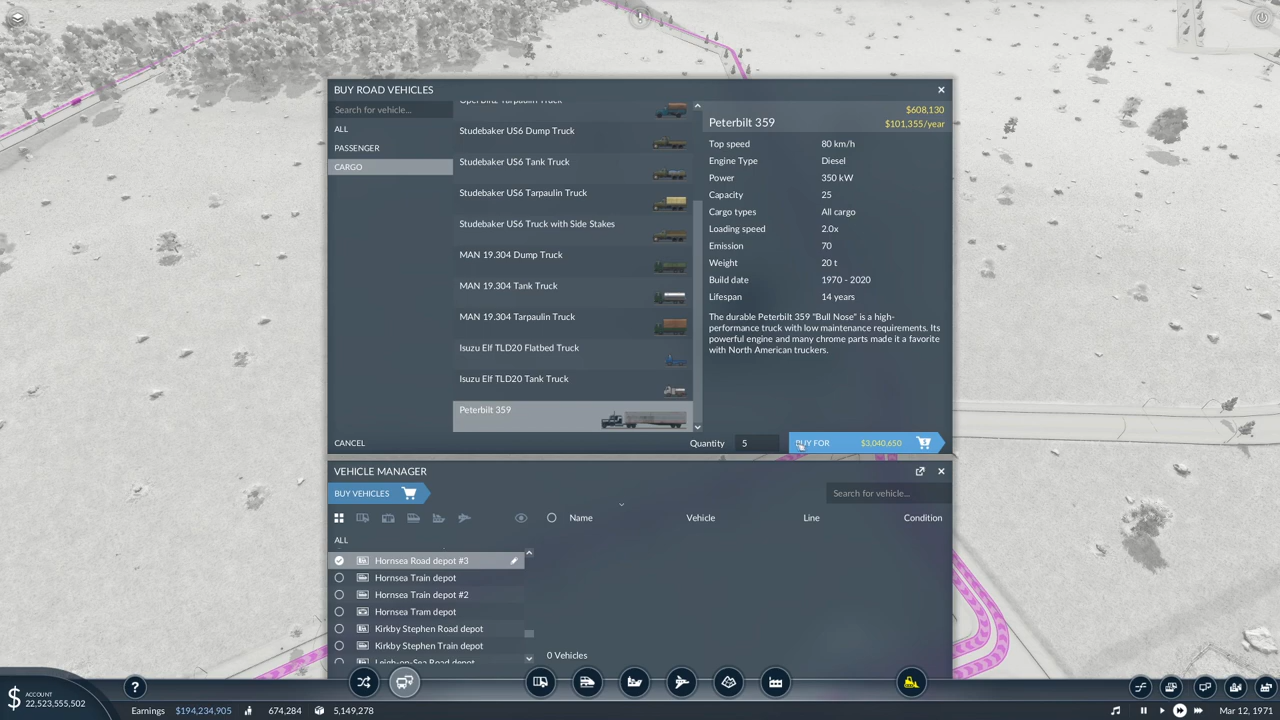 BUY ROAD VEHICLES
Search for vehicle...
ALL
PASSENGER
CARGO
Opel Blitz Tarpaulin Truck
Studebaker US6 Dump Truck
Studebaker US6 Tank Truck
Studebaker US6 Tarpaulin Truck
Studebaker US6 Truck with Side Stakes
MAN 19.304 Dump Truck
MAN 19.304 Tank Truck
MAN 19.304 Tarpaulin Truck
Isuzu Elf TLD20 Flatbed Truck
Isuzu Elf TLD20 Tank Truck
Peterbilt 359
$608,130
Peterbilt 359
$101,355/year
Top speed 80 km/h
Engine Type Diesel
Power 350 kW
Capacity 25
Cargo types All cargo
Loading speed 2.0x
Emission 70
Weight 20 t
Build date 1970 - 2020
Lifespan 14 years
The durable Peterbilt 359 "Bull Nose" is a high-
performance truck with low maintenance requirements. Its
powerful engine and many chrome parts made it a favorite
with North American truckers.
CANCEL
Quantity 5
BUY FOR $3,040,650
VEHICLE MANAGER
BUY VEHICLES
Search for vehicle...
Name Vehicle Line Condition
ALL
Hornsea Road depot #3
Hornsea Train depot
Hornsea Train depot #2
Hornsea Tram depot
Kirkby Stephen Road depot
Kirkby Stephen Train depot
Leigh-on-Sea Road depot
0 Vehicles
$ ACCOUNT
22,523,555,502
?
Earnings $194,234,905 674,284 5,149,278
Mar 12, 1971